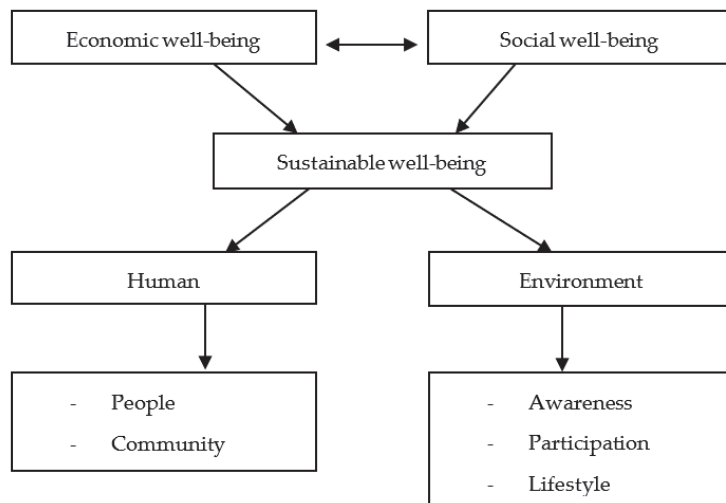 Economic well-being
Social well-being
Sustainable well-being
Human
Environment
- People
- Community
- Awareness
- Participation
- Lifestyle